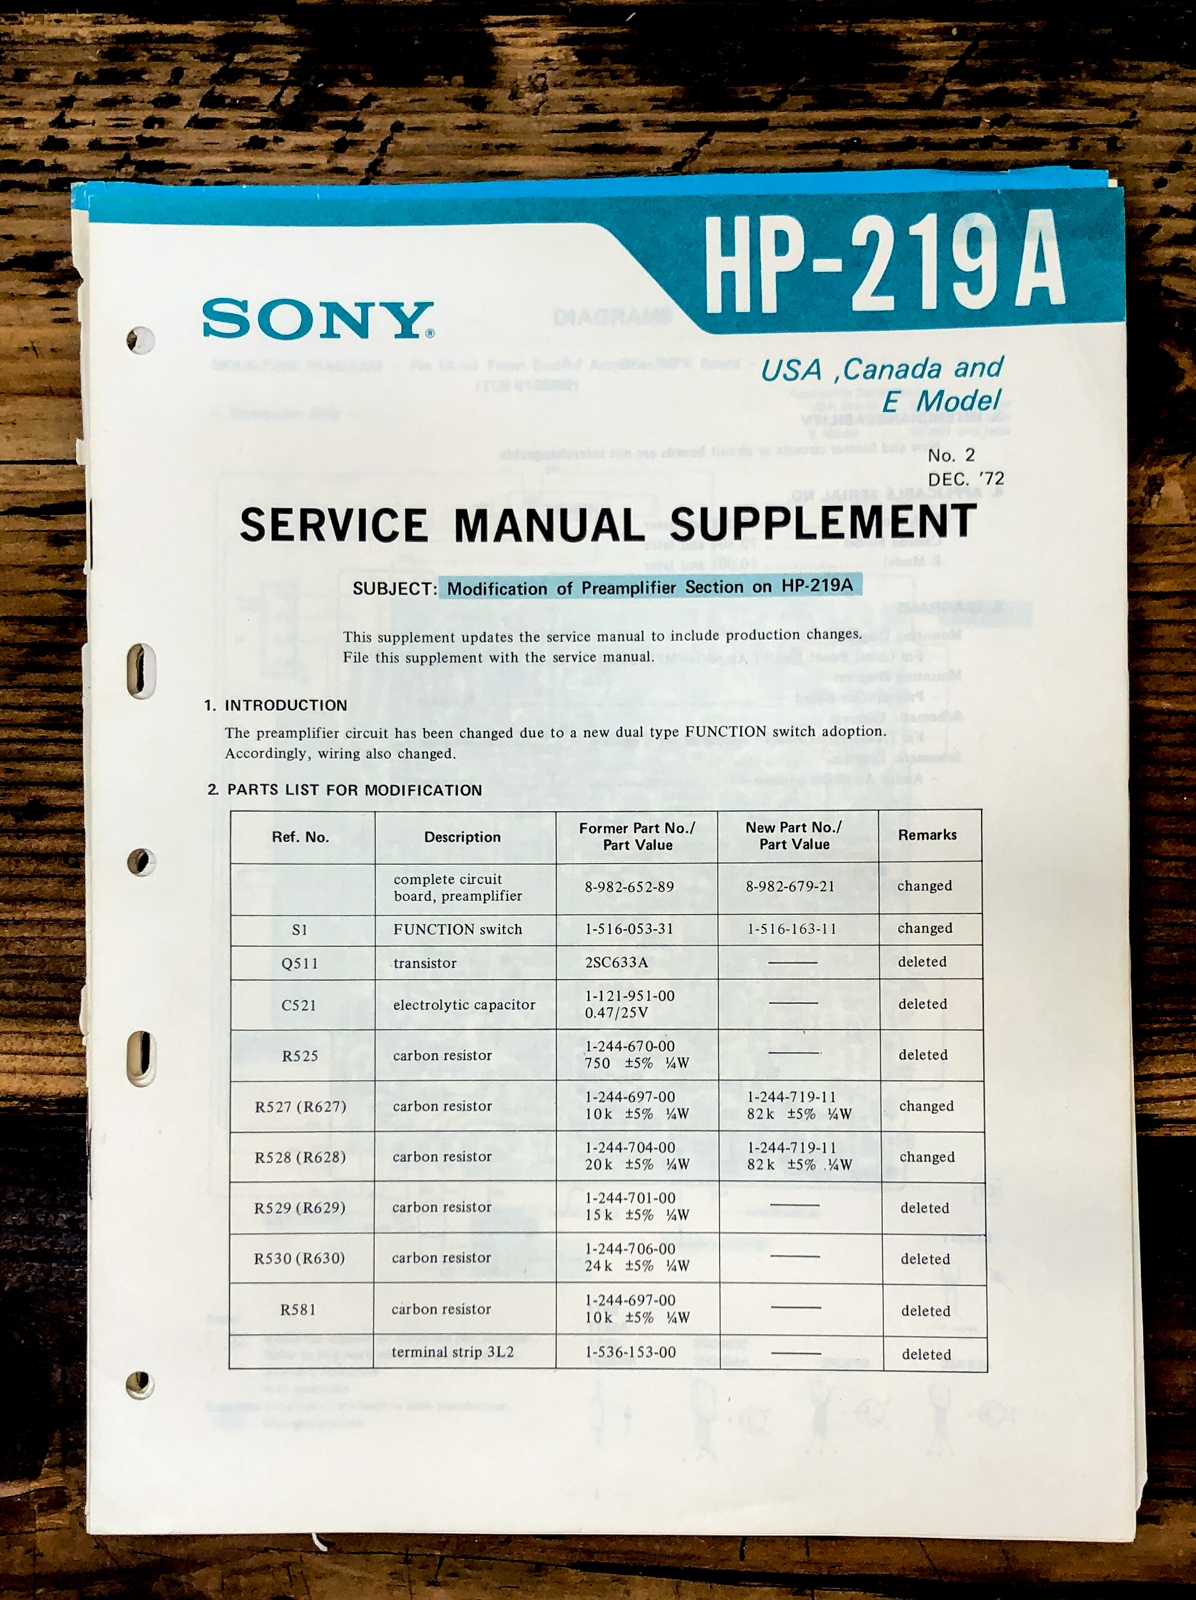 HP-219A
SONY®
USA ,Canada and
E Model
No. 2
DEC. '72
SERVICE MANUAL SUPPLEMENT
SUBJECT: Modification of Preamplifier Section on HP-219A
This supplement updates the service manual to include production changes.
File this supplement with the service manual.
1. INTRODUCTION
The preamplifier circuit has been changed due to a new dual type FUNCTION switch adoption.
Accordingly, wiring also changed.
2. PARTS LIST FOR MODIFICATION
Ref. No. Description Former Part No./ Part Value New Part No./ Part Value Remarks
complete circuit board, preamplifier 8-982-652-89 8-982-679-21 changed
S1 FUNCTION switch 1-516-053-31 1-516-163-11 changed
Q511 transistor 2SC633A —— deleted
C521 electrolytic capacitor 1-121-951-00 0.47/25V —— deleted
R525 carbon resistor 1-244-670-00 750 ±5% ¼W —— deleted
R527 (R627) carbon resistor 1-244-697-00 10k ±5% ¼W 1-244-719-11 82k ±5% ¼W changed
R528 (R628) carbon resistor 1-244-704-00 20k ±5% ¼W 1-244-719-11 82k ±5% ¼W changed
R529 (R629) carbon resistor 1-244-701-00 15k ±5% ¼W —— deleted
R530 (R630) carbon resistor 1-244-706-00 24k ±5% ¼W —— deleted
R581 carbon resistor 1-244-697-00 10k ±5% ¼W —— deleted
terminal strip 3L2 1-536-153-00 —— deleted